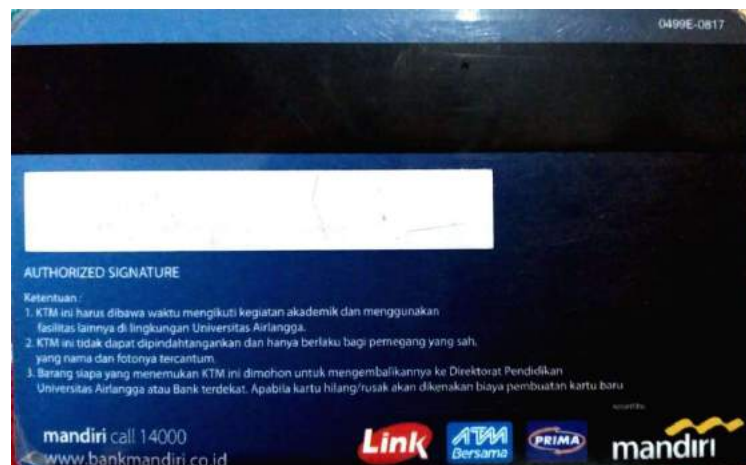 0499E-0817
AUTHORIZED SIGNATURE
Ketentuan :
1. KTM ini harus dibawa waktu mengikuti kegiatan akademik dan menggunakan
fasilitas lainnya di lingkungan Universitas Airlangga.
2. KTM ini tidak dapat dipindahtangankan dan hanya berlaku bagi pemegang yang sah,
yang nama dan fotonya tercantum.
3. Barang siapa yang menemukan KTM ini dimohon untuk mengembalikannya ke Direktorat Pendidikan
Universitas Airlangga atau Bank terdekat. Apabila kartu hilang/rusak akan dikenakan biaya pembuatan kartu baru
mandiri call 14000
www.bankmandiri.co.id
Link
ATM
Bersama
PRIMA
mandiri